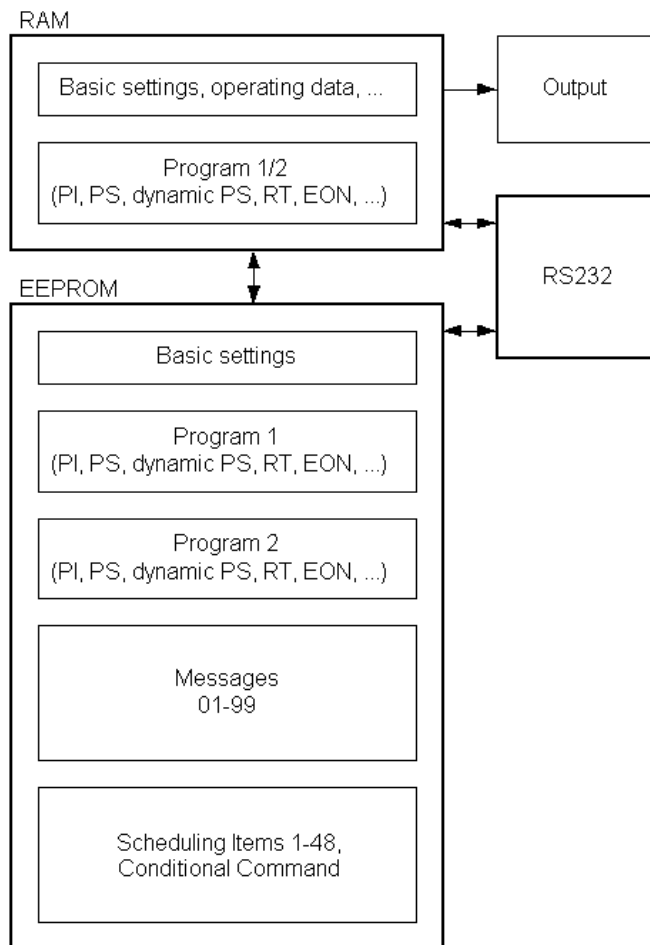 RAM
Basic settings, operating data, ...
Output
Program 1/2
(PI, PS, dynamic PS, RT, EON, ...)
RS232
EEPROM
Basic settings
Program 1
(PI, PS, dynamic PS, RT, EON, ...)
Program 2
(PI, PS, dynamic PS, RT, EON, ...)
Messages
01-99
Scheduling Items 1-48,
Conditional Command